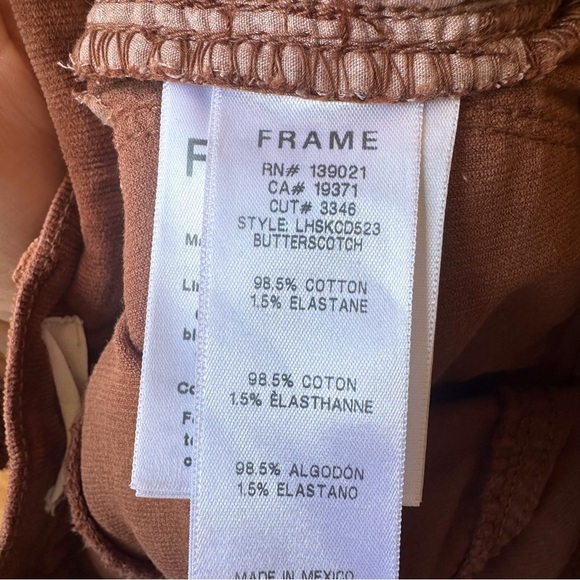 FRAME
RN# 139021
CA# 19371
CUT# 3346
STYLE: LHSKCD523
BUTTERSCOTCH
98.5% COTTON
1.5% ELASTANE
98.5% COTON
1.5% ÉLASTHANNE
98.5% ALGODÓN
1.5% ELASTANO
MADE IN MEXICO